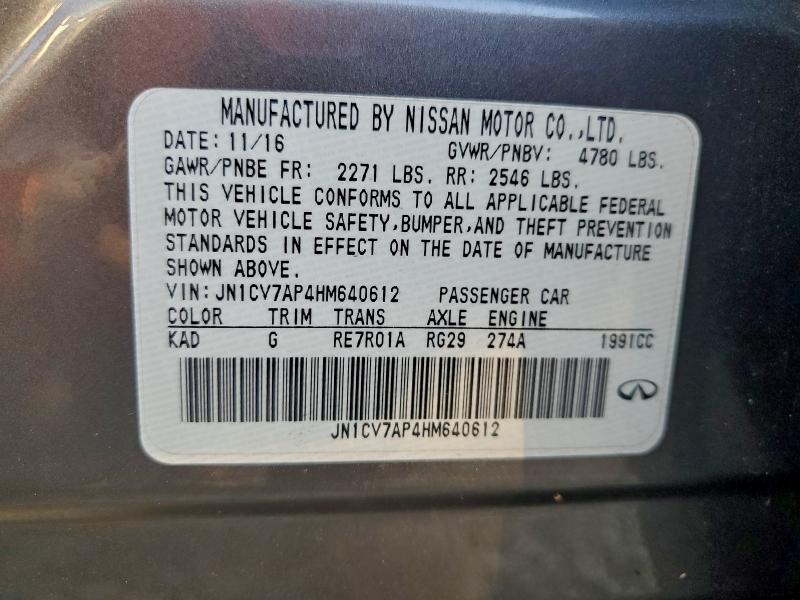 MANUFACTURED BY NISSAN MOTOR CO.,LTD.
DATE: 11/16 GVWR/PNBV: 4780 LBS.
GAWR/PNBE FR: 2271 LBS. RR: 2546 LBS.
THIS VEHICLE CONFORMS TO ALL APPLICABLE FEDERAL
MOTOR VEHICLE SAFETY,BUMPER,AND THEFT PREVENTION
STANDARDS IN EFFECT ON THE DATE OF MANUFACTURE
SHOWN ABOVE.
VIN:JN1CV7AP4HM640612 PASSENGER CAR
COLOR TRIM TRANS AXLE ENGINE
KAD G RE7R01A RG29 274A 1991CC
JN1CV7AP4HM640612